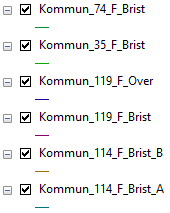 Kommun_74_F_Brist
Kommun_35_F_Brist
Kommun_119_F_Over
Kommun_119_F_Brist
Kommun_114_F_Brist_B
Kommun_114_F_Brist_A